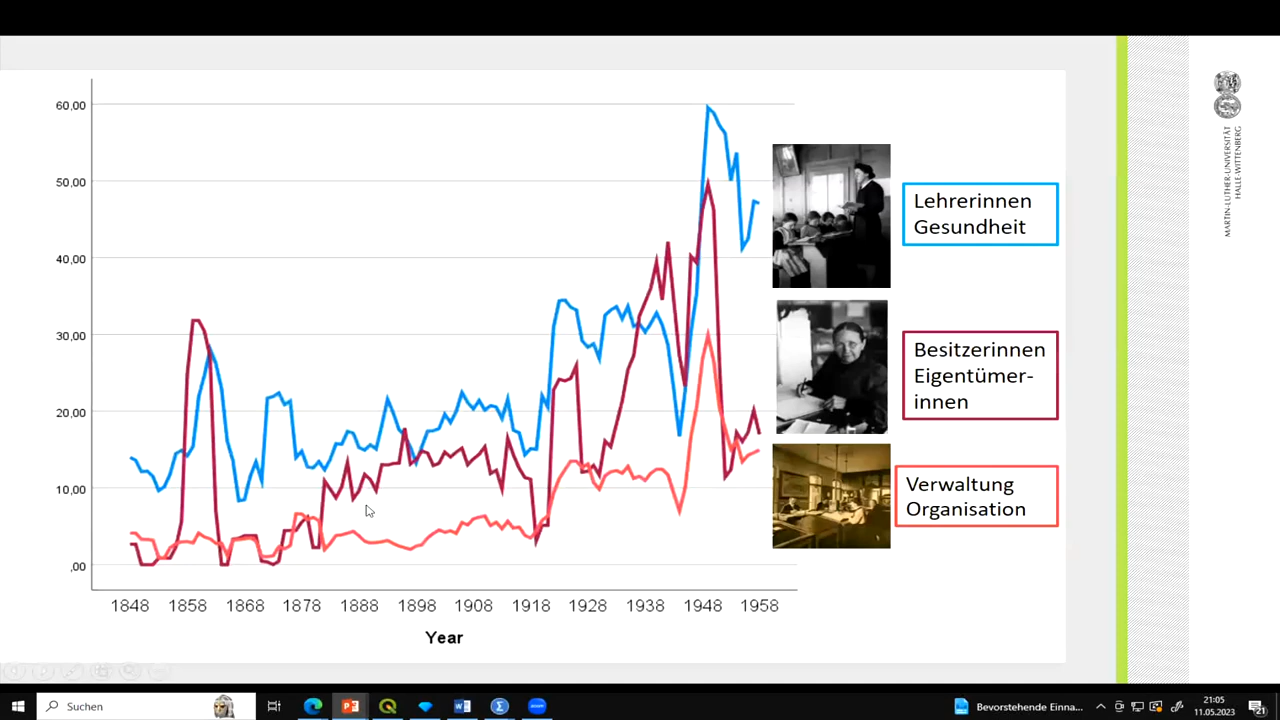 60,00
50,00
40,00
30,00
20,00
10,00
,00
1848 1858 1868 1878 1888 1898 1908 1918 1928 1938 1948 1958
Year
Lehrerinnen
Gesundheit
Besitzerinnen
Eigentümer-
innen
Verwaltung
Organisation
MARTIN-LUTHER-UNIVERSITÄT
HALLE-WITTENBERG
Suchen
Bevorstehende Einna...
21:05
11.05.2023
21